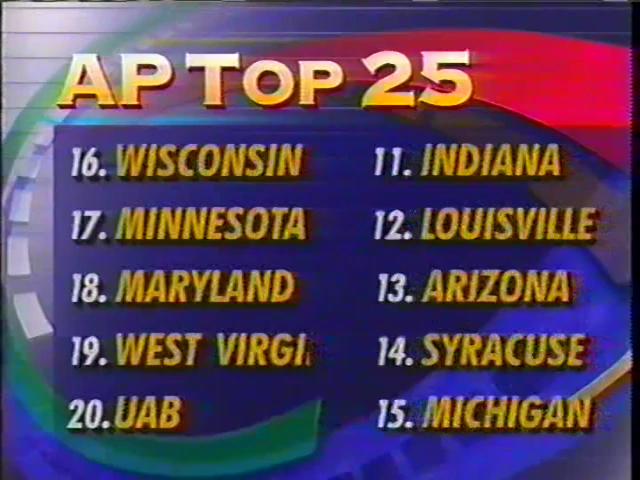 AP TOP 25
16. WISCONSIN
17. MINNESOTA
18. MARYLAND
19. WEST VIRGI
20. UAB
11. INDIANA
12. LOUISVILLE
13. ARIZONA
14. SYRACUSE
15. MICHIGAN